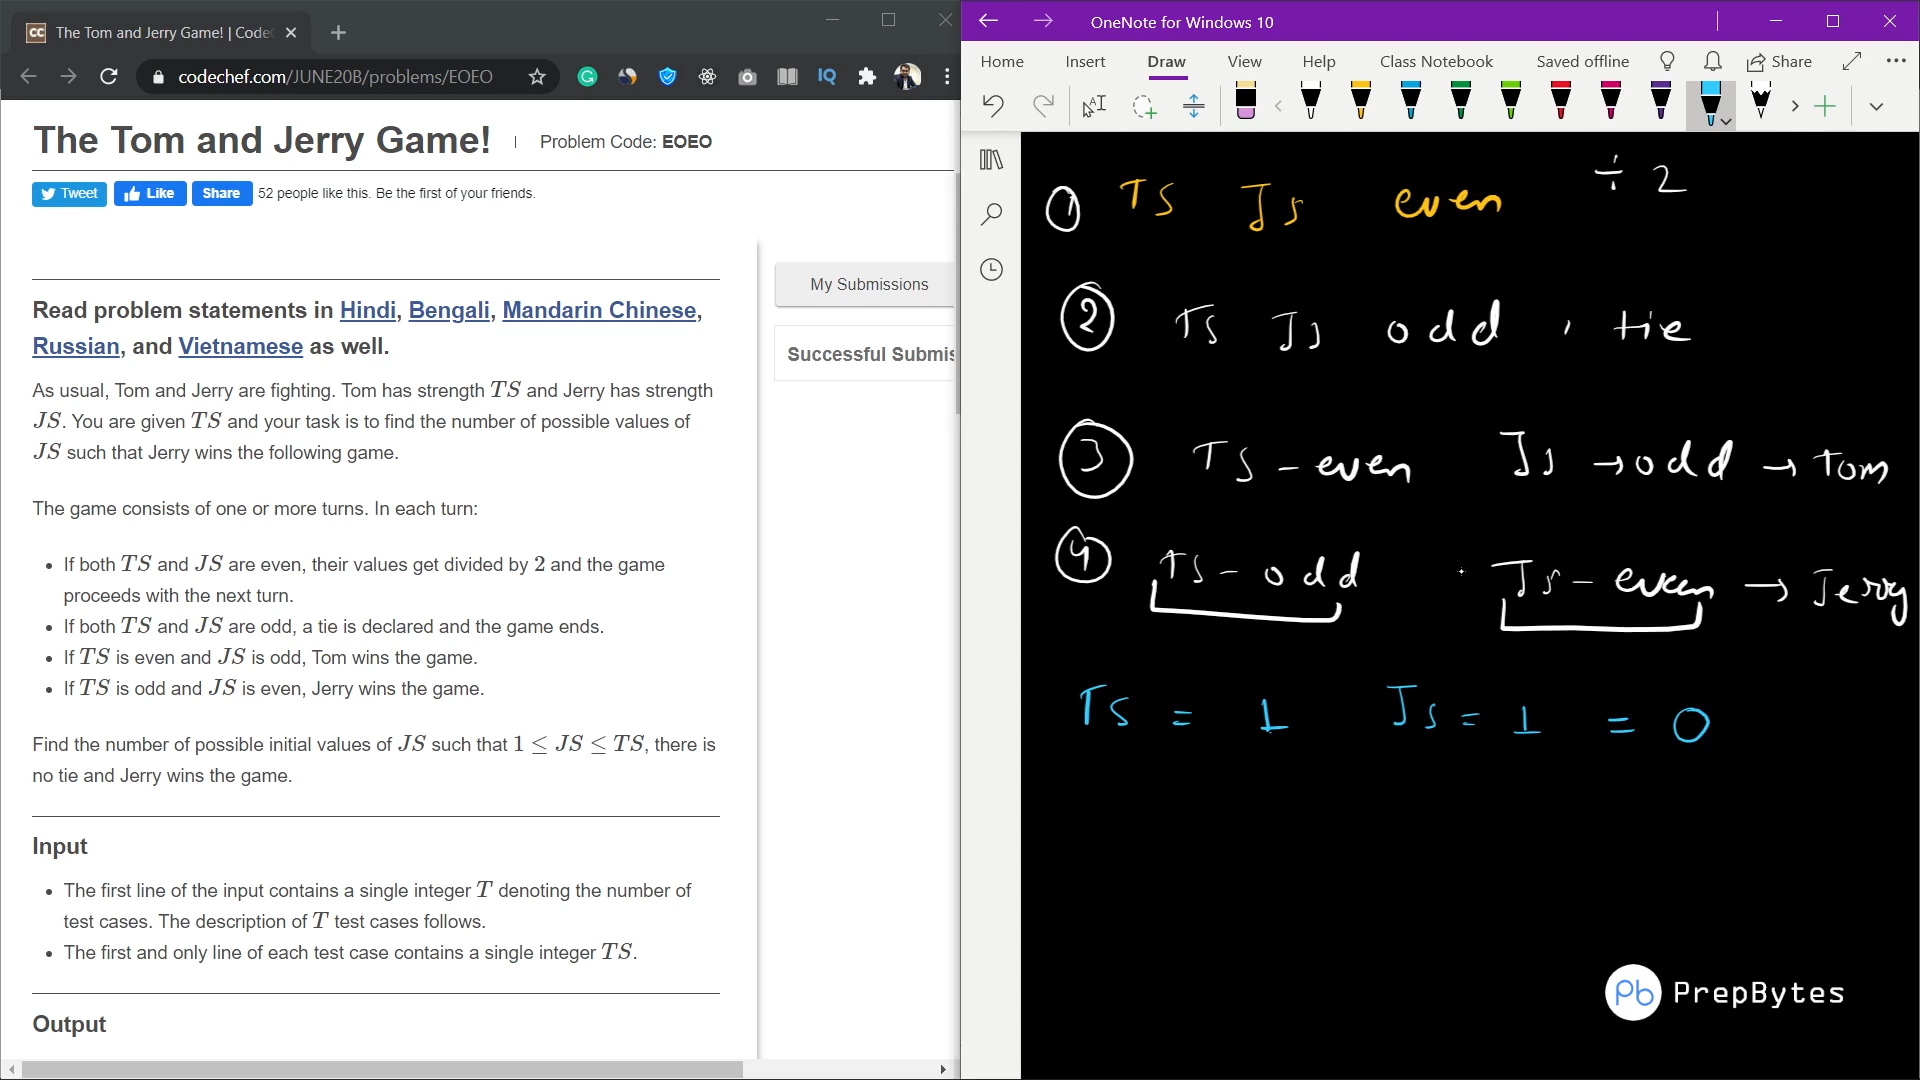 The Tom and Jerry Game! | Code
codechef.com/JUNE20B/problems/EOEO
IQ
The Tom and Jerry Game! | Problem Code: EOEO
Tweet Like Share 52 people like this. Be the first of your friends.
My Submissions
Successful Submis
Read problem statements in Hindi, Bengali, Mandarin Chinese,
Russian, and Vietnamese as well.
As usual, Tom and Jerry are fighting. Tom has strength TS and Jerry has strength
JS. You are given TS and your task is to find the number of possible values of
JS such that Jerry wins the following game.
The game consists of one or more turns. In each turn:
• If both TS and JS are even, their values get divided by 2 and the game
proceeds with the next turn.
• If both TS and JS are odd, a tie is declared and the game ends.
• If TS is even and JS is odd, Tom wins the game.
• If TS is odd and JS is even, Jerry wins the game.
Find the number of possible initial values of JS such that 1 ≤ JS ≤ TS, there is
no tie and Jerry wins the game.
Input
• The first line of the input contains a single integer T denoting the number of
test cases. The description of T test cases follows.
• The first and only line of each test case contains a single integer TS.
Output
OneNote for Windows 10
Home Insert Draw View Help Class Notebook Saved offline Share
① TS JS even ÷ 2
② TS JS odd , tie
③ TS - even JS → odd → Tom
④ TS - odd JS - even → Jerry
TS = 1 JS = 1 = 0
Pb PrepBytes